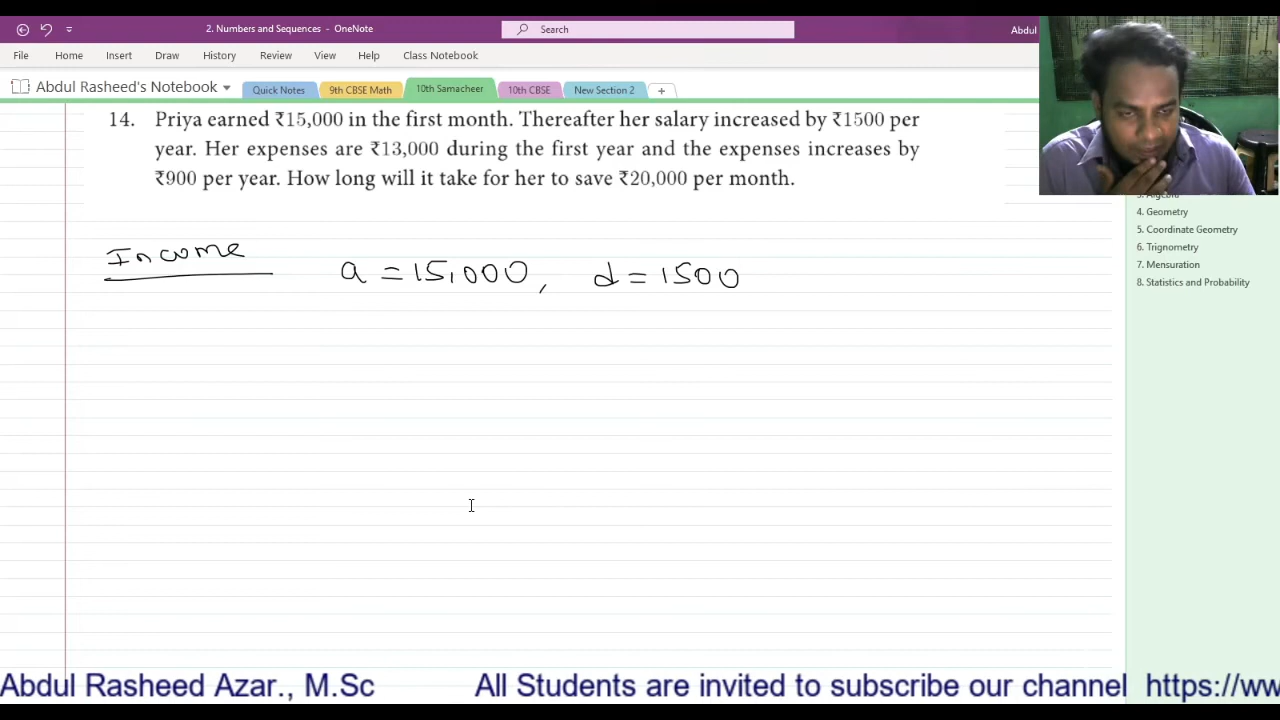 2. Numbers and Sequences - OneNote
Search
Abdul
File Home Insert Draw History Review View Help Class Notebook
Abdul Rasheed's Notebook
Quick Notes
9th CBSE Math
10th Samacheer
10th CBSE
New Section 2
14. Priya earned ₹15,000 in the first month. Thereafter her salary increased by ₹1500 per
year. Her expenses are ₹13,000 during the first year and the expenses increases by
₹900 per year. How long will it take for her to save ₹20,000 per month.
4. Geometry
5. Coordinate Geometry
6. Trignometry
7. Mensuration
8. Statistics and Probability
Income a = 15,000, d = 1500
Abdul Rasheed Azar., M.Sc All Students are invited to subscribe our channel https://ww